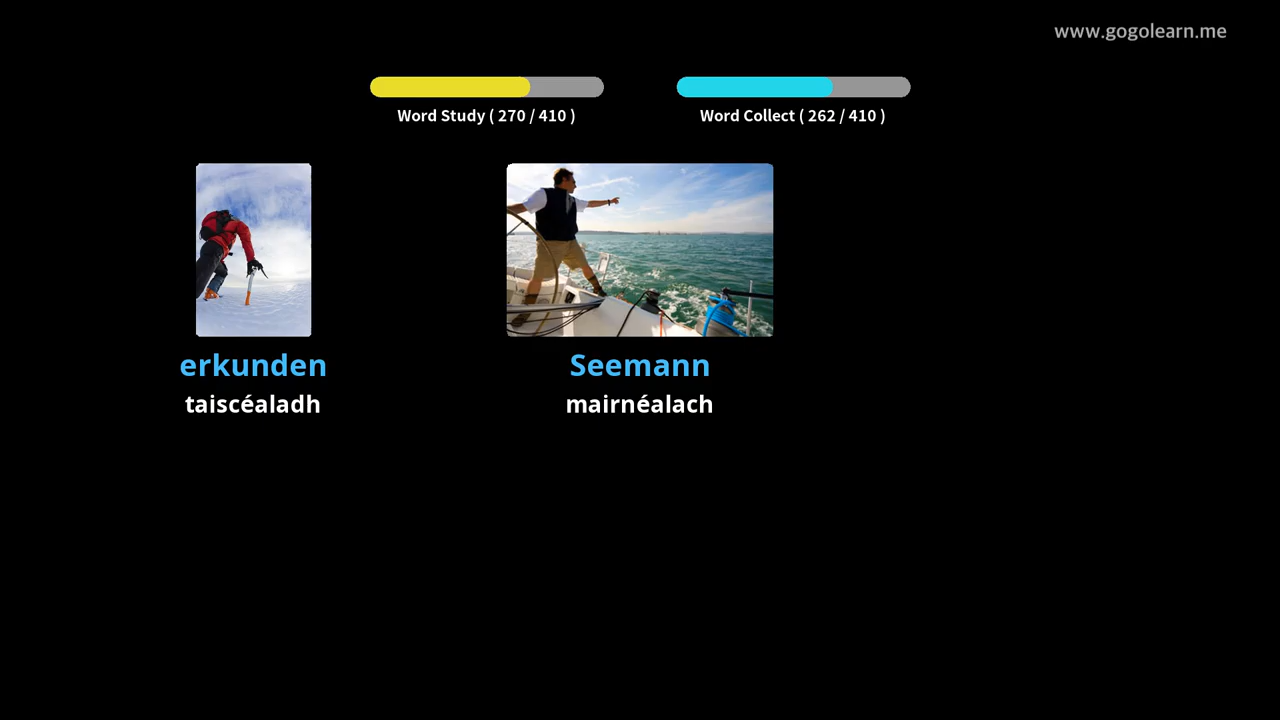 www.gogolearn.me
Word Study ( 270 / 410 )
Word Collect ( 262 / 410 )
erkunden
taiscéaladh
Seemann
mairnéalach